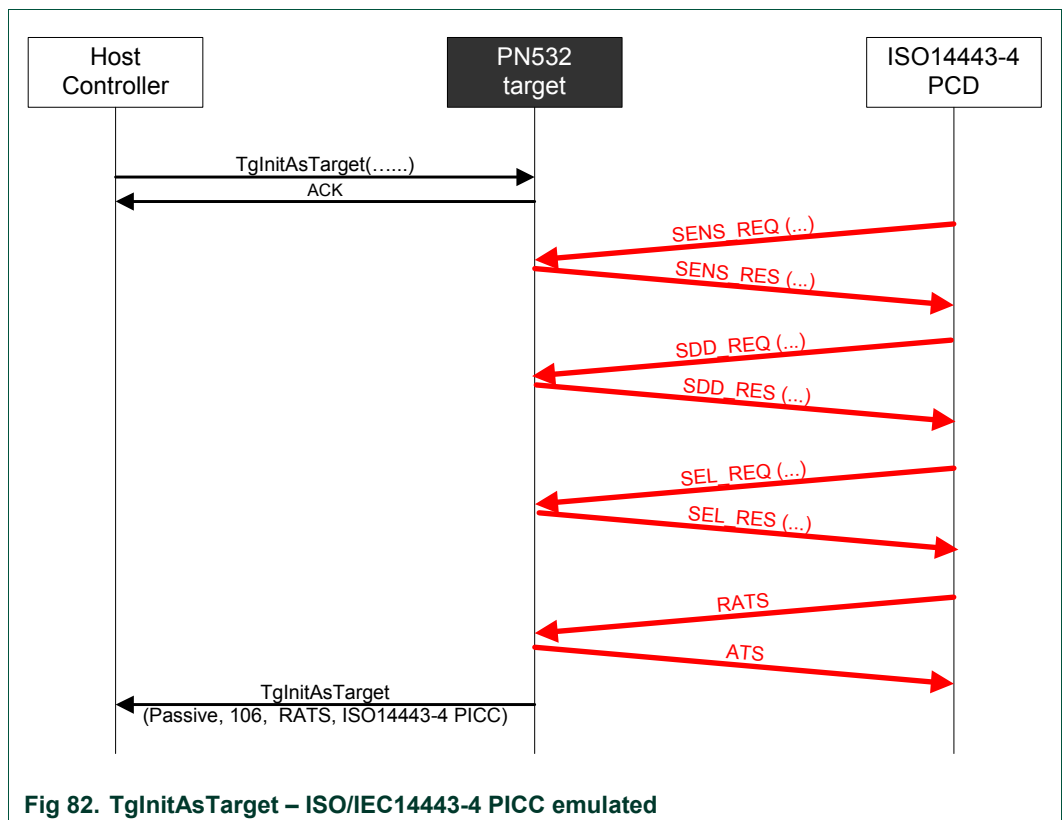 Host
Controller
PN532
target
ISO14443-4
PCD
TgInitAsTarget(…...)
ACK
SENS_REQ (...)
SENS_RES (...)
SDD_REQ (...)
SDD_RES (...)
SEL_REQ (...)
SEL_RES (...)
RATS
ATS
TgInitAsTarget
(Passive, 106, RATS, ISO14443-4 PICC)
Fig 82. TgInitAsTarget – ISO/IEC14443-4 PICC emulated